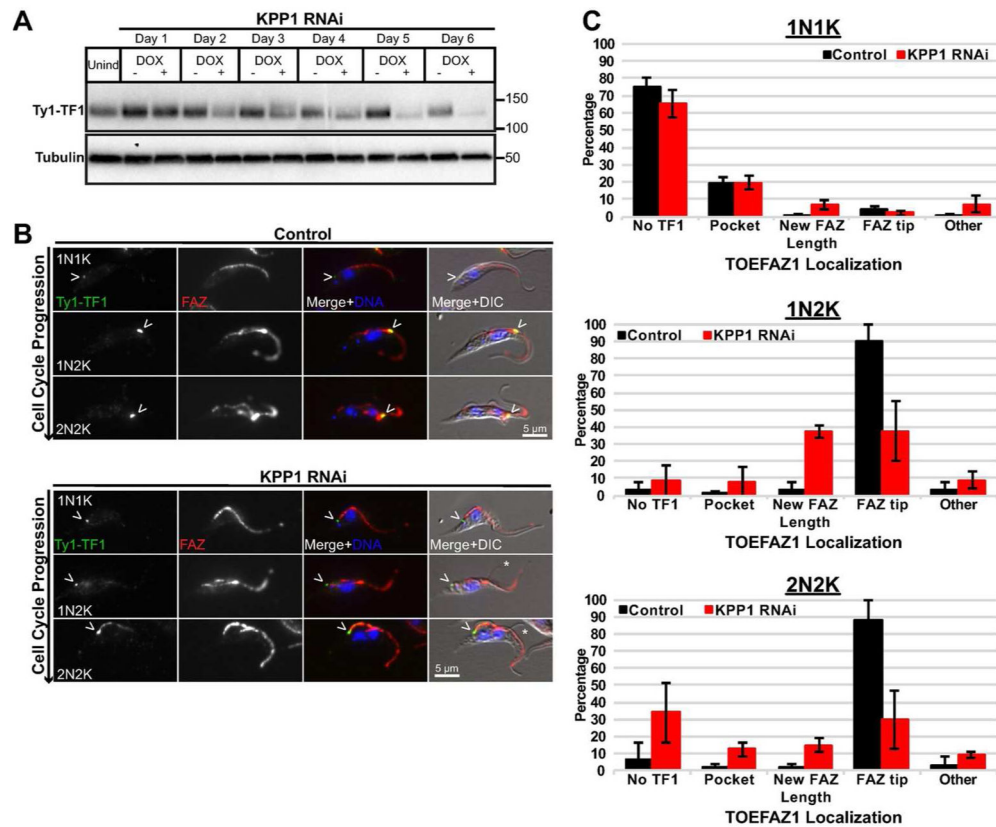 A
KPP1 RNAi
Day 1 Day 2 Day 3 Day 4 Day 5 Day 6
Unind DOX DOX DOX DOX DOX DOX
- + - + - + - + - + - +
Ty1-TF1
150
100
Tubulin
50
B
Control
Cell Cycle Progression
1N1K
Ty1-TF1 FAZ Merge+DNA Merge+DIC
1N2K
2N2K
5 µm
KPP1 RNAi
Cell Cycle Progression
1N1K
Ty1-TF1 FAZ Merge+DNA Merge+DIC
1N2K
*
2N2K
*
5 µm
C
1N1K
Control KPP1 RNAi
Percentage
100
90
80
70
60
50
40
30
20
10
0
No TF1 Pocket New FAZ Length FAZ tip Other
TOEFAZ1 Localization
1N2K
Control KPP1 RNAi
Percentage
100
90
80
70
60
50
40
30
20
10
0
No TF1 Pocket New FAZ Length FAZ tip Other
TOEFAZ1 Localization
2N2K
Control KPP1 RNAi
Percentage
100
90
80
70
60
50
40
30
20
10
0
No TF1 Pocket New FAZ Length FAZ tip Other
TOEFAZ1 Localization